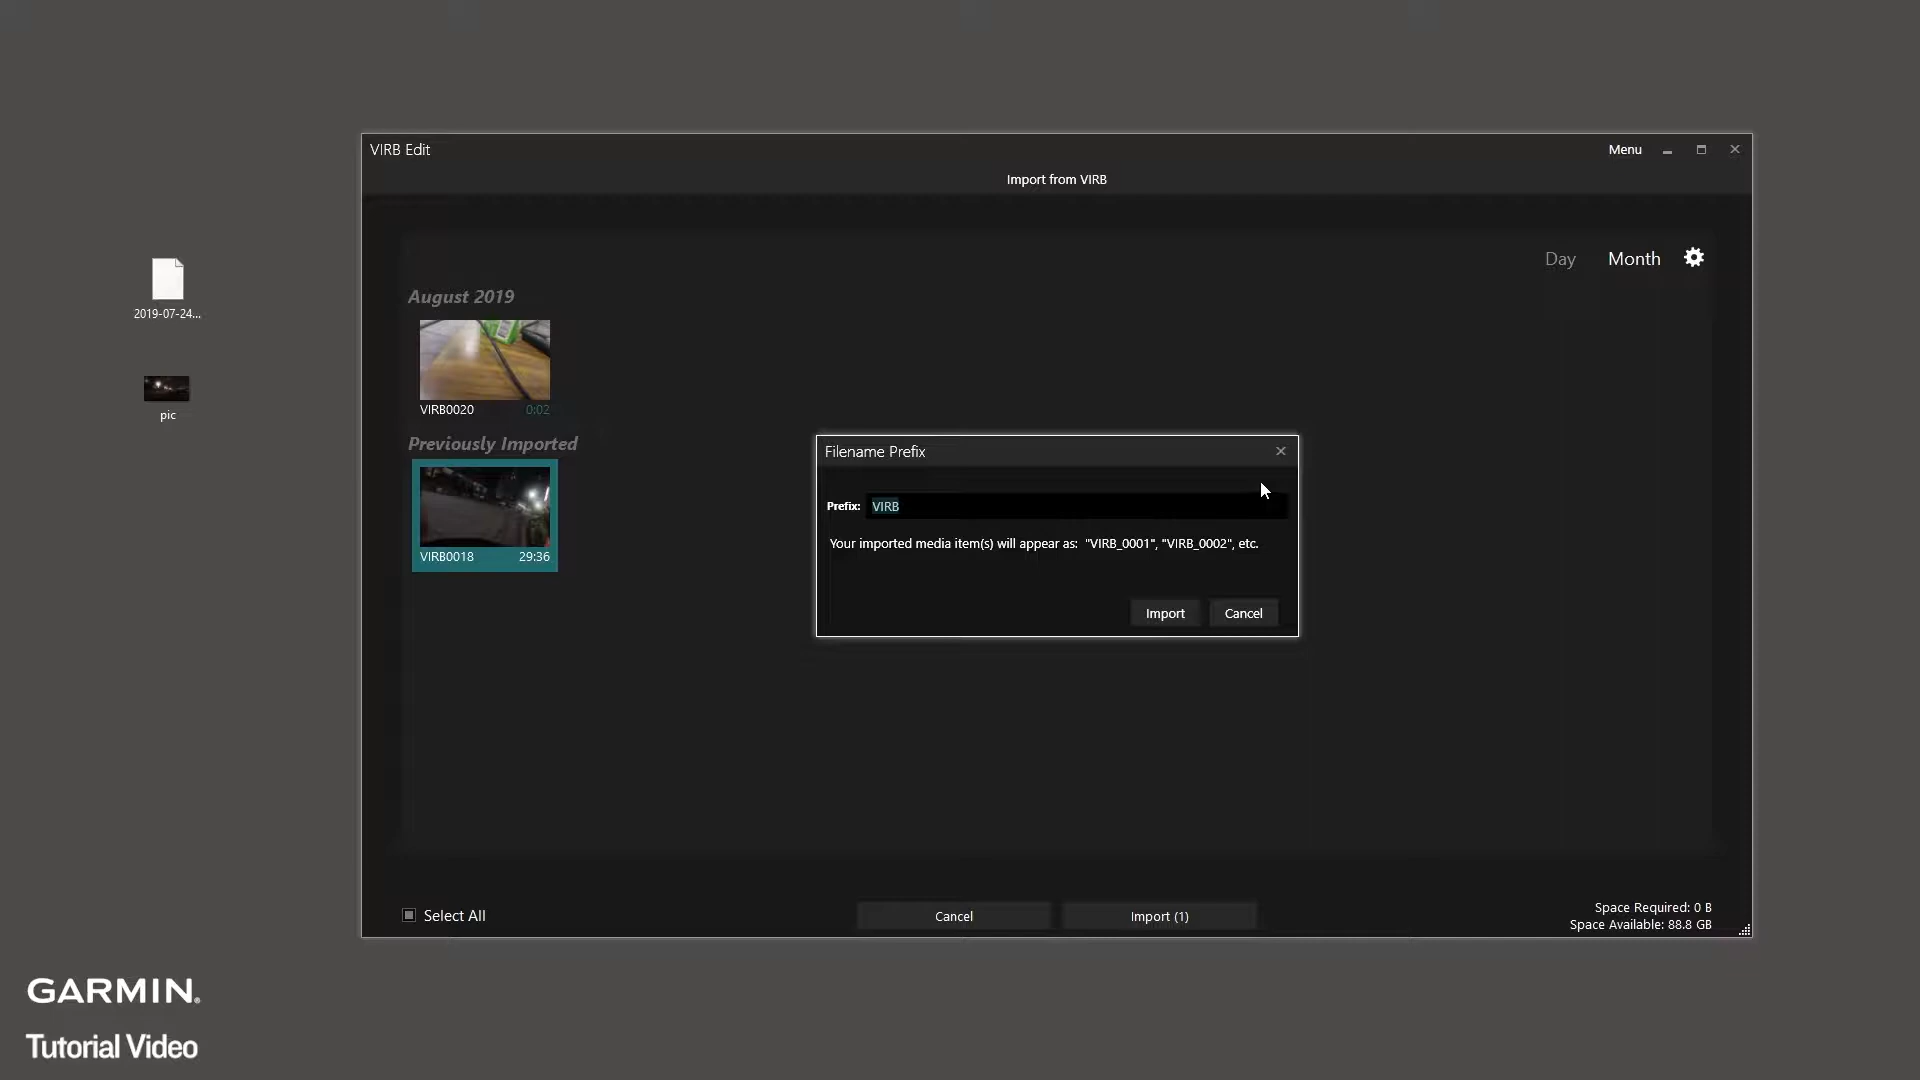 VIRB Edit
Menu
Import from VIRB
Day
Month
August 2019
2019-07-24...
VIRB0020
0:02
pic
Previously Imported
VIRB0018
29:36
Filename Prefix
Prefix: VIRB
Your imported media item(s) will appear as: "VIRB_0001", "VIRB_0002", etc.
Import
Cancel
Select All
Cancel
Import (1)
Space Required: 0 B
Space Available: 88.8 GB
GARMIN®
Tutorial Video